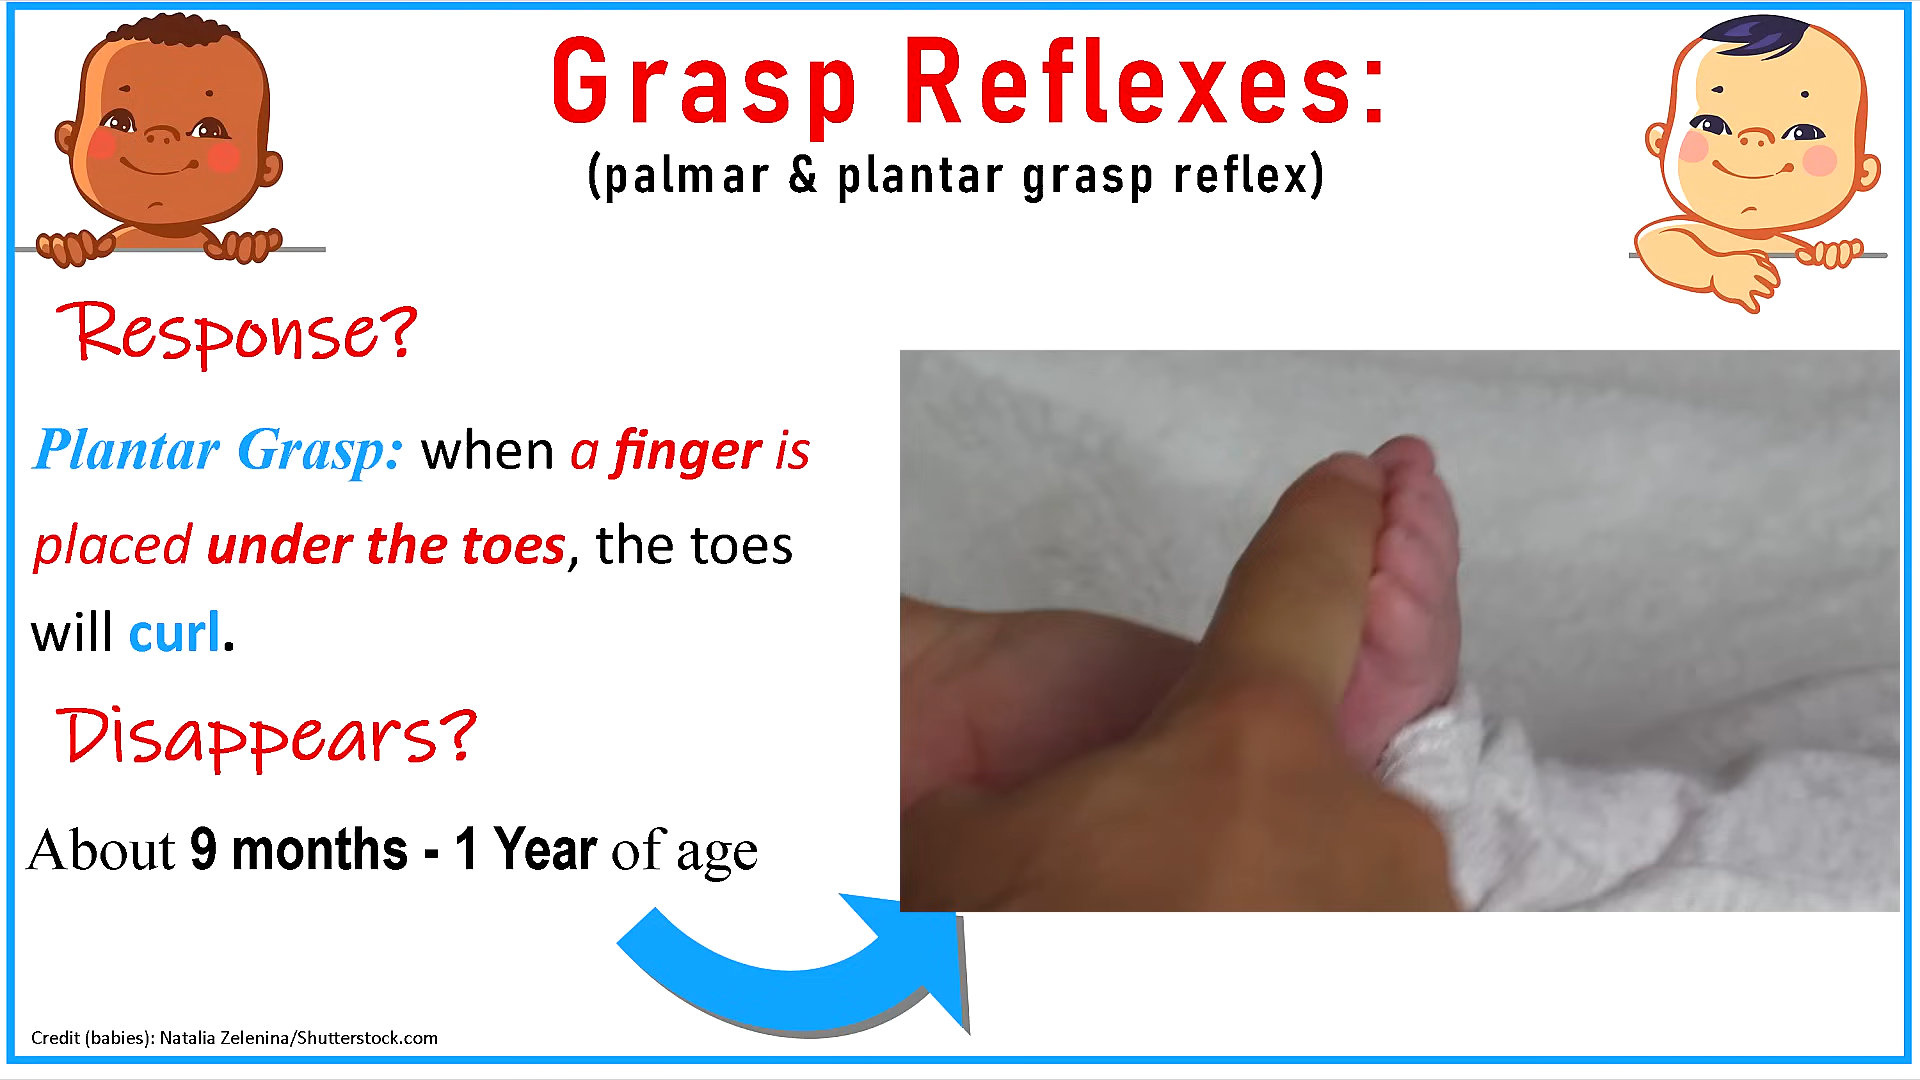 Grasp Reflexes:
(palmar & plantar grasp reflex)
Response?
Plantar Grasp: when a finger is
placed under the toes, the toes
will curl.
Disappears?
About 9 months - 1 Year of age
Credit (babies): Natalia Zelenina/Shutterstock.com